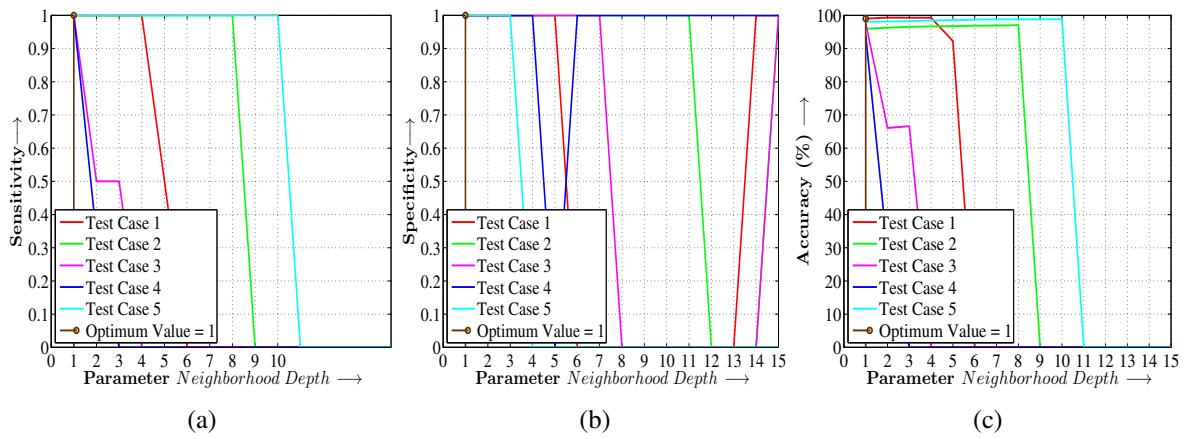 1
0.9
0.8
0.7
0.6
0.5
0.4
0.3
0.2
0.1
0
Sensitivity→
Test Case 1
Test Case 2
Test Case 3
Test Case 4
Test Case 5
Optimum Value = 1
0 1 2 3 4 5 6 7 8 9 10
Parameter Neighborhood Depth →
(a)
1
0.9
0.8
0.7
0.6
0.5
0.4
0.3
0.2
0.1
0
Specificity→
Test Case 1
Test Case 2
Test Case 3
Test Case 4
Test Case 5
Optimum Value = 1
0 1 2 3 4 5 6 7 8 9 10 11 12 13 14 15
Parameter Neighborhood Depth →
(b)
100
90
80
70
60
50
40
30
20
10
0
Accuracy (%) →
Test Case 1
Test Case 2
Test Case 3
Test Case 4
Test Case 5
Optimum Value = 1
0 1 2 3 4 5 6 7 8 9 10 11 12 13 14 15
Parameter Neighborhood Depth →
(c)